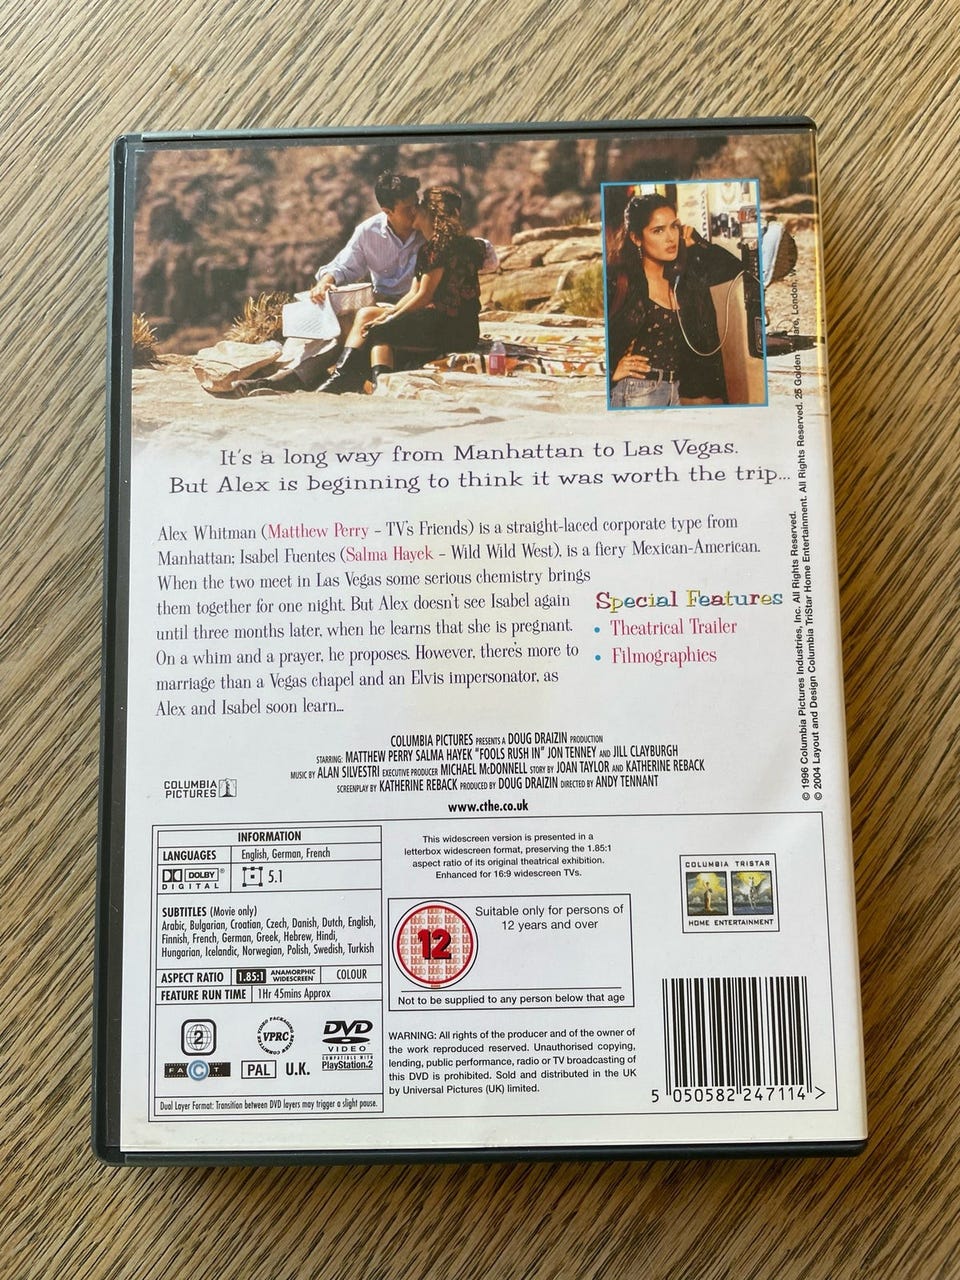 It's a long way from Manhattan to Las Vegas.
But Alex is beginning to think it was worth the trip...
Alex Whitman (Matthew Perry - TV's Friends) is a straight-laced corporate type from
Manhattan; Isabel Fuentes (Salma Hayek - Wild Wild West), is a fiery Mexican-American.
When the two meet in Las Vegas some serious chemistry brings
them together for one night. But Alex doesn't see Isabel again
until three months later, when he learns that she is pregnant.
On a whim and a prayer, he proposes. However, there's more to
marriage than a Vegas chapel and an Elvis impersonator, as
Alex and Isabel soon learn...
Special Features
• Theatrical Trailer
• Filmographies
COLUMBIA PICTURES PRESENTS A DOUG DRAIZIN PRODUCTION
STARRING: MATTHEW PERRY SALMA HAYEK "FOOLS RUSH IN" JON TENNEY AND JILL CLAYBURGH
MUSIC BY ALAN SILVESTRI EXECUTIVE PRODUCER MICHAEL McDONNELL STORY BY JOAN TAYLOR AND KATHERINE REBACK
SCREENPLAY BY KATHERINE REBACK PRODUCED BY DOUG DRAIZIN DIRECTED BY ANDY TENNANT
COLUMBIA
PICTURES
www.cthe.co.uk
© 1996 Columbia Pictures Industries, Inc. All Rights Reserved.
© 2004 Layout and Design Columbia TriStar Home Entertainment. All Rights Reserved. 25 Golden London,
INFORMATION
LANGUAGES English, German, French
DOLBY DIGITAL 5.1
SUBTITLES (Movie only)
Arabic, Bulgarian, Croatian, Czech, Danish, Dutch, English,
Finnish, French, German, Greek, Hebrew, Hindi,
Hungarian, Icelandic, Norwegian, Polish, Swedish, Turkish
ASPECT RATIO 1.85:1 ANAMORPHIC WIDESCREEN COLOUR
FEATURE RUN TIME 1Hr 45mins Approx
2
VIDEO PACKAGING REVIEW COMMITTEE
VPRC
DVD
VIDEO
COMPATIBLE WITH
PlayStation.2
FACT
PAL U.K.
Dual Layer Format: Transition between DVD layers may trigger a slight pause.
This widescreen version is presented in a
letterbox widescreen format, preserving the 1.85:1
aspect ratio of its original theatrical exhibition.
Enhanced for 16:9 widescreen TVs.
12
Suitable only for persons of
12 years and over
Not to be supplied to any person below that age
WARNING: All rights of the producer and of the owner of
the work reproduced reserved. Unauthorised copying,
lending, public performance, radio or TV broadcasting of
this DVD is prohibited. Sold and distributed in the UK
by Universal Pictures (UK) limited.
COLUMBIA TRISTAR
HOME ENTERTAINMENT
5 050582 247114 >